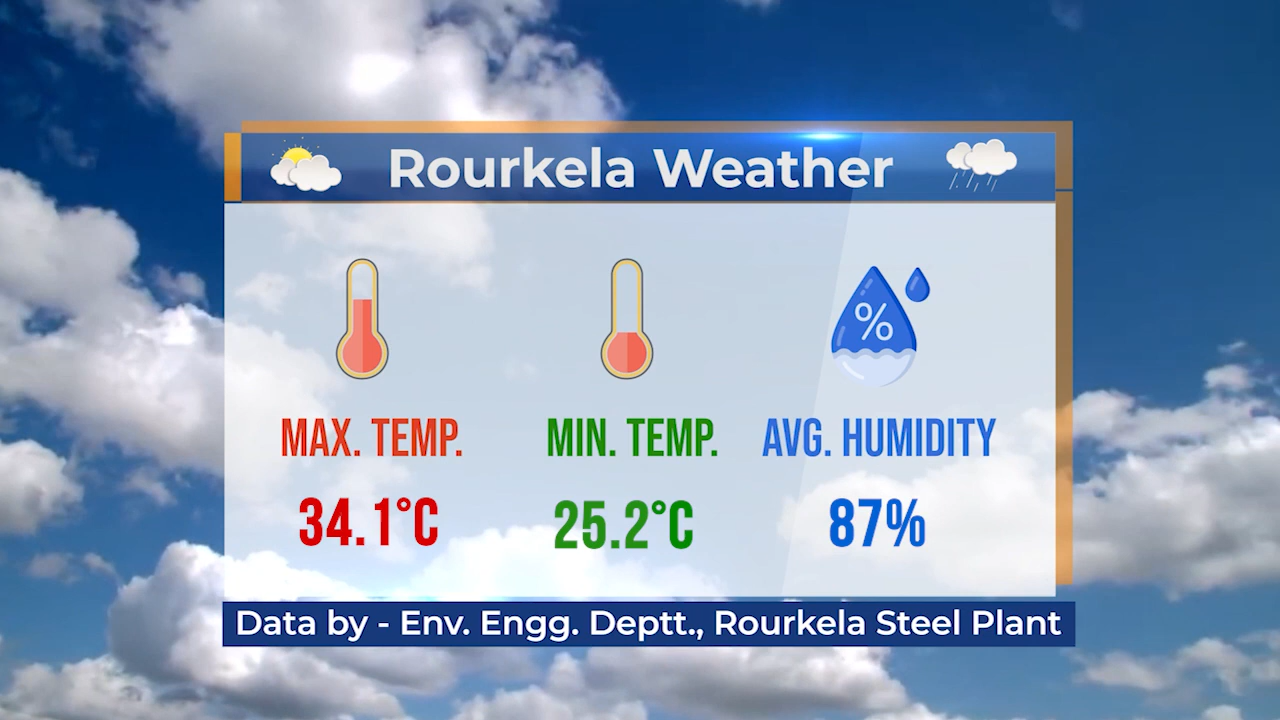 Rourkela Weather
%
MAX. TEMP. MIN. TEMP. AVG. HUMIDITY
34.1°C 25.2°C 87%
Data by - Env. Engg. Deptt., Rourkela Steel Plant